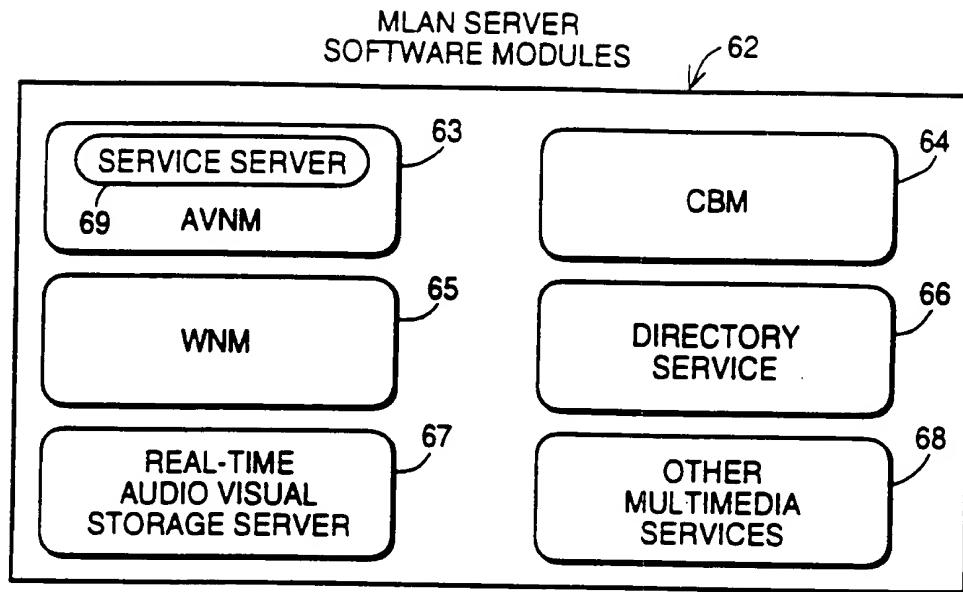 MLAN SERVER
SOFTWARE MODULES
62
SERVICE SERVER
69
AVNM
63
CBM
64
WNM
65
DIRECTORY
SERVICE
66
REAL-TIME
AUDIO VISUAL
STORAGE SERVER
67
OTHER
MULTIMEDIA
SERVICES
68